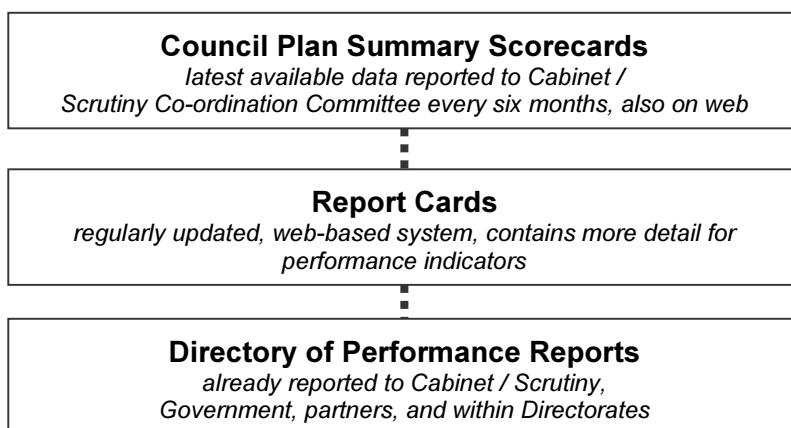 Council Plan Summary Scorecards
latest available data reported to Cabinet /
Scrutiny Co-ordination Committee every six months, also on web
Report Cards
regularly updated, web-based system, contains more detail for
performance indicators
Directory of Performance Reports
already reported to Cabinet / Scrutiny,
Government, partners, and within Directorates